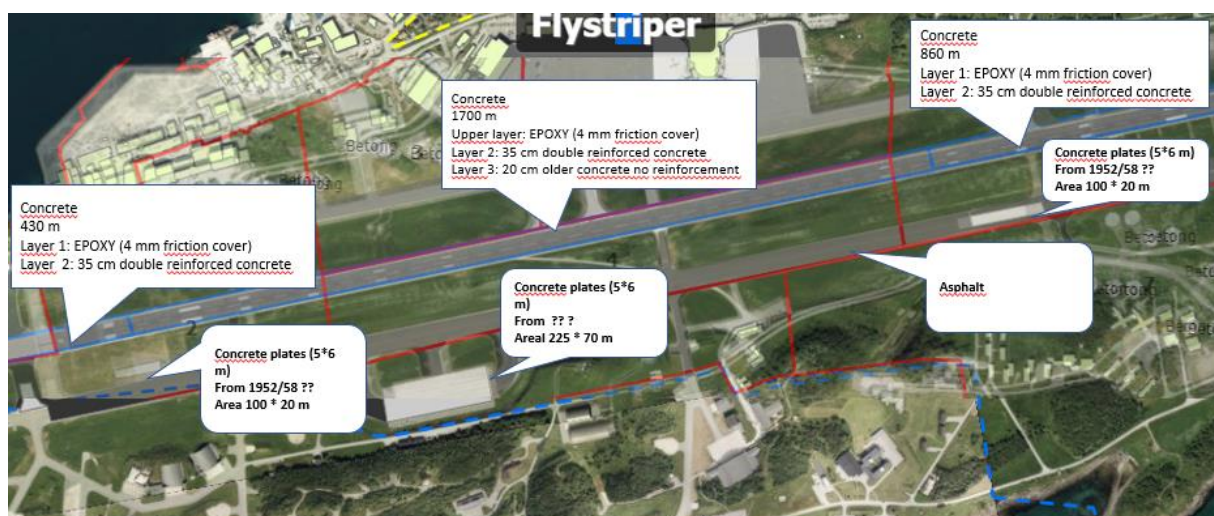 Flystriper
Concrete
860 m
Layer 1: EPOXY (4 mm friction cover)
Layer 2: 35 cm double reinforced concrete
Concrete
1700 m
Upper layer: EPOXY (4 mm friction cover)
Layer 2: 35 cm double reinforced concrete
Layer 3: 20 cm older concrete no reinforcement
Betong
Concrete plates (5*6 m)
From 1952/58 ??
Area 100 * 20 m
Concrete
430 m
Layer 1: EPOXY (4 mm friction cover)
Layer 2: 35 cm double reinforced concrete
4
Asphalt
Concrete plates (5*6
m)
From ?? ?
Areal 225 * 70 m
2
Concrete plates (5*6
m)
From 1952/58 ??
Area 100 * 20 m